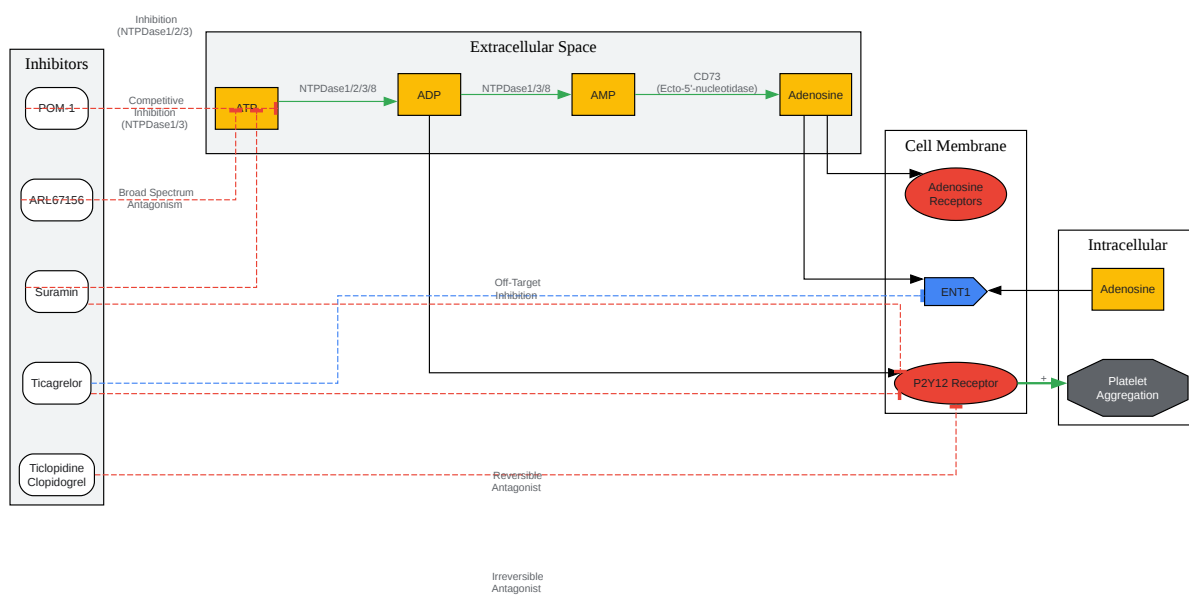 Inhibition
(NTPDase1/2/3)
Inhibitors
Extracellular Space
POM-1
Competitive
Inhibition
(NTPDase1/3)
ATP
NTPDase1/2/3/8
ADP
NTPDase1/3/8
AMP
CD73
(Ecto-5'-nucleotidase)
Adenosine
Cell Membrane
ARL67156
Broad Spectrum
Antagonism
Adenosine
Receptors
Intracellular
Suramin
Off-Target
Inhibition
ENT1
Adenosine
Ticagrelor
P2Y12 Receptor
+
Platelet
Aggregation
Ticlopidine
Clopidogrel
Reversible
Antagonist
Irreversible
Antagonist